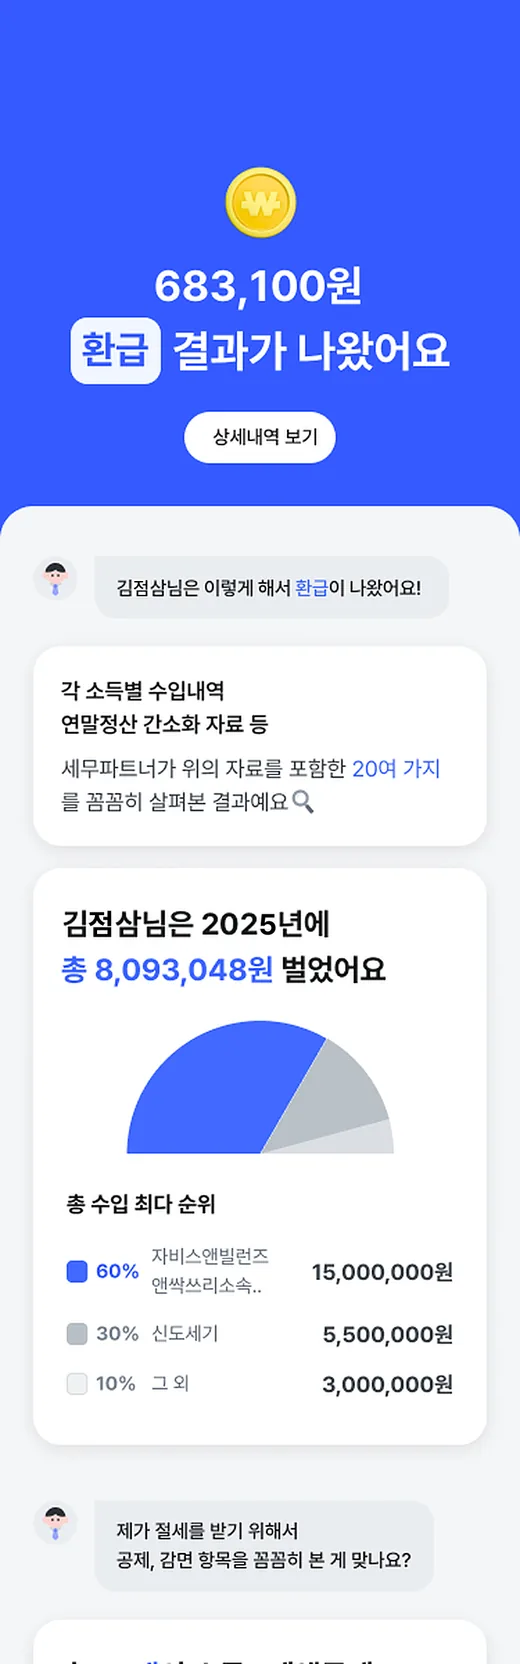 683,100원
환급 결과가 나왔어요
상세내역 보기
김점삼님은 이렇게 해서 환급이 나왔어요!
각 소득별 수입내역
연말정산 간소화 자료 등
세무파트너가 위의 자료를 포함한 20여 가지
를 꼼꼼히 살펴본 결과예요
김점삼님은 2025년에
총 8,093,048원 벌었어요
총 수입 최다 순위
60% 자비스앤빌런즈
앤싹쓰리소속.. 15,000,000원
30% 신도세기 5,500,000원
10% 그 외 3,000,000원
제가 절세를 받기 위해서
공제, 감면 항목을 꼼꼼히 본 게 맞나요?